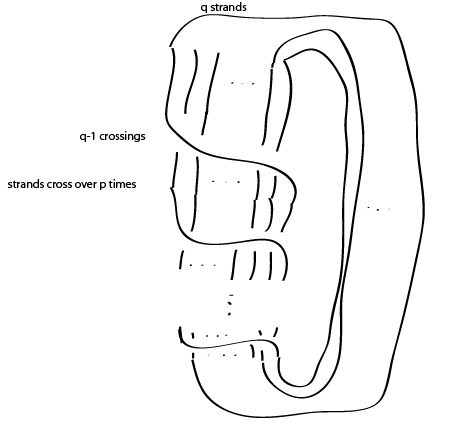 q strands
q-1 crossings
strands cross over p times